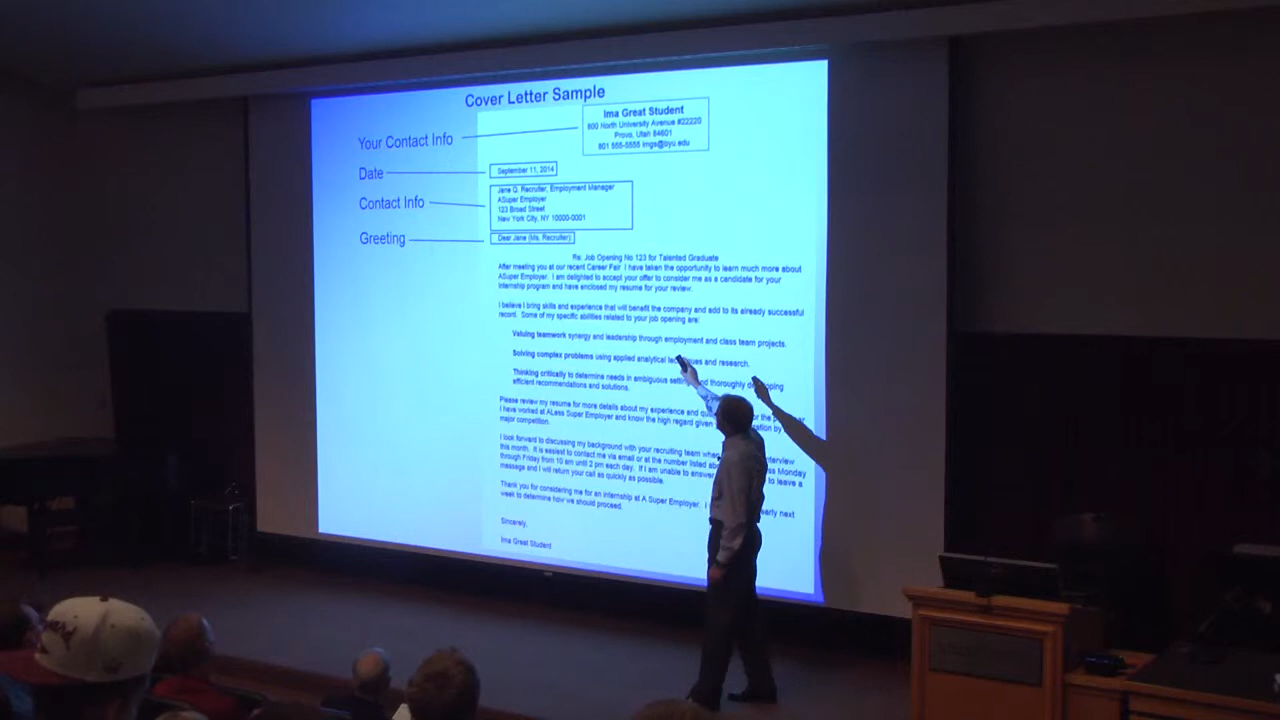 Cover Letter Sample
Ima Great Student
800 North University Avenue #22220
Provo, Utah 84601
801 555-5555 imgs@byu.edu
Your Contact Info
Date
September 11, 2014
Contact Info
Jane Q. Recruiter, Employment Manager
ASuper Employer
123 Broad Street
New York City, NY 10000-0001
Greeting
Dear Jane (Ms. Recruiter):
Re: Job Opening No 123 for Talented Graduate
After meeting you at our recent Career Fair I have taken the opportunity to learn much more about
ASuper Employer. I am delighted to accept your offer to consider me as a candidate for your
internship program and have enclosed my resume for your review.
I believe I bring skills and experience that will benefit the company and add to its already successful
record. Some of my specific abilities related to your job opening are:
Valuing teamwork synergy and leadership through employment and class team projects.
Solving complex problems using applied analytical and research.
Thinking critically to determine needs in ambiguous and thoroughly
efficient recommendations and solutions.
Please review my resume for more details about my experience and or the
I have worked at ALess Super Employer and know the high regard given by
major competition.
I look forward to discussing my background with your recruiting team when interview
this month. It is easiest to contact me via email or at the number listed Monday
through Friday from 10 am until 2 pm each day. If I am unable to answer to leave a
message and I will return your call as quickly as possible.
Thank you for considering me for an internship at A Super Employer. I early next
week to determine how we should proceed.
Sincerely,
Ima Great Student